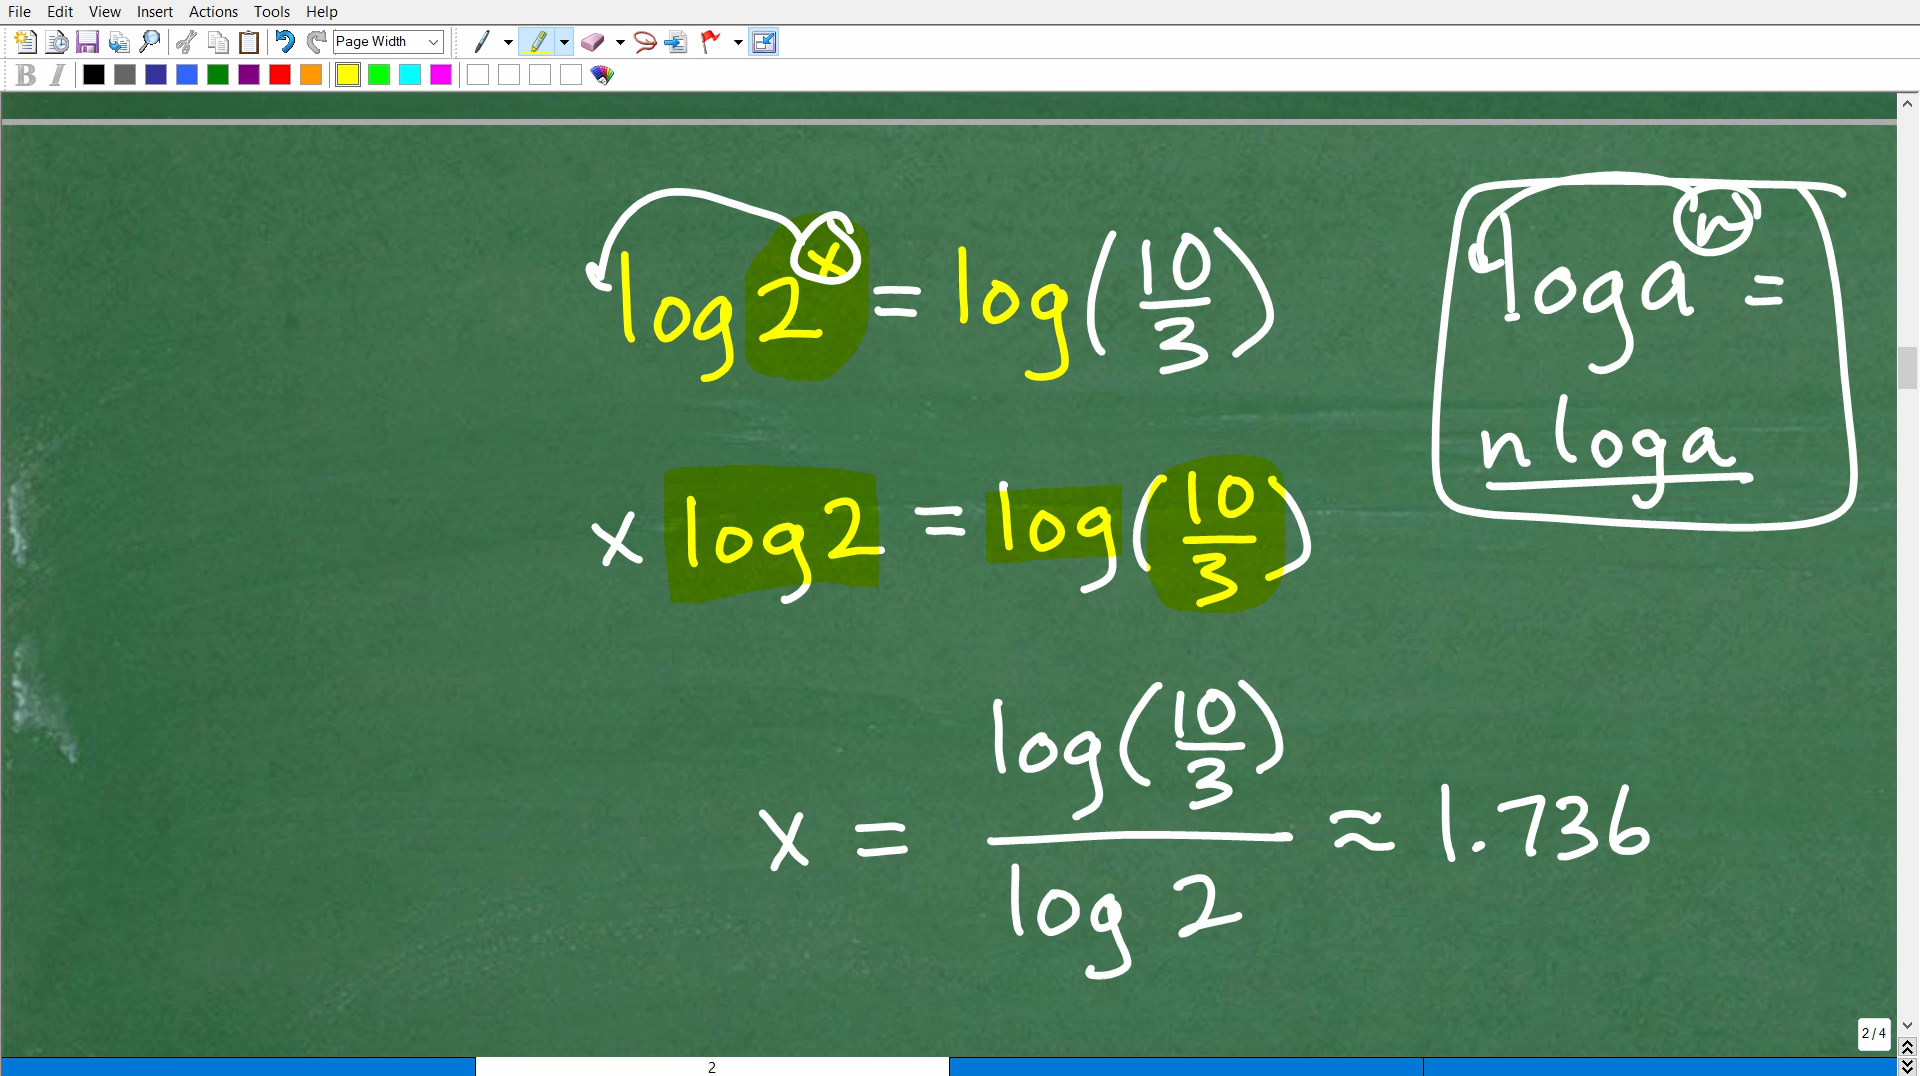 File Edit View Insert Actions Tools Help
Page Width
B I
log 2^x = log(10/3)
log a^n =
n log a
x log 2 = log(10/3)
x = log(10/3) / log 2 ≈ 1.736
2 / 4
2